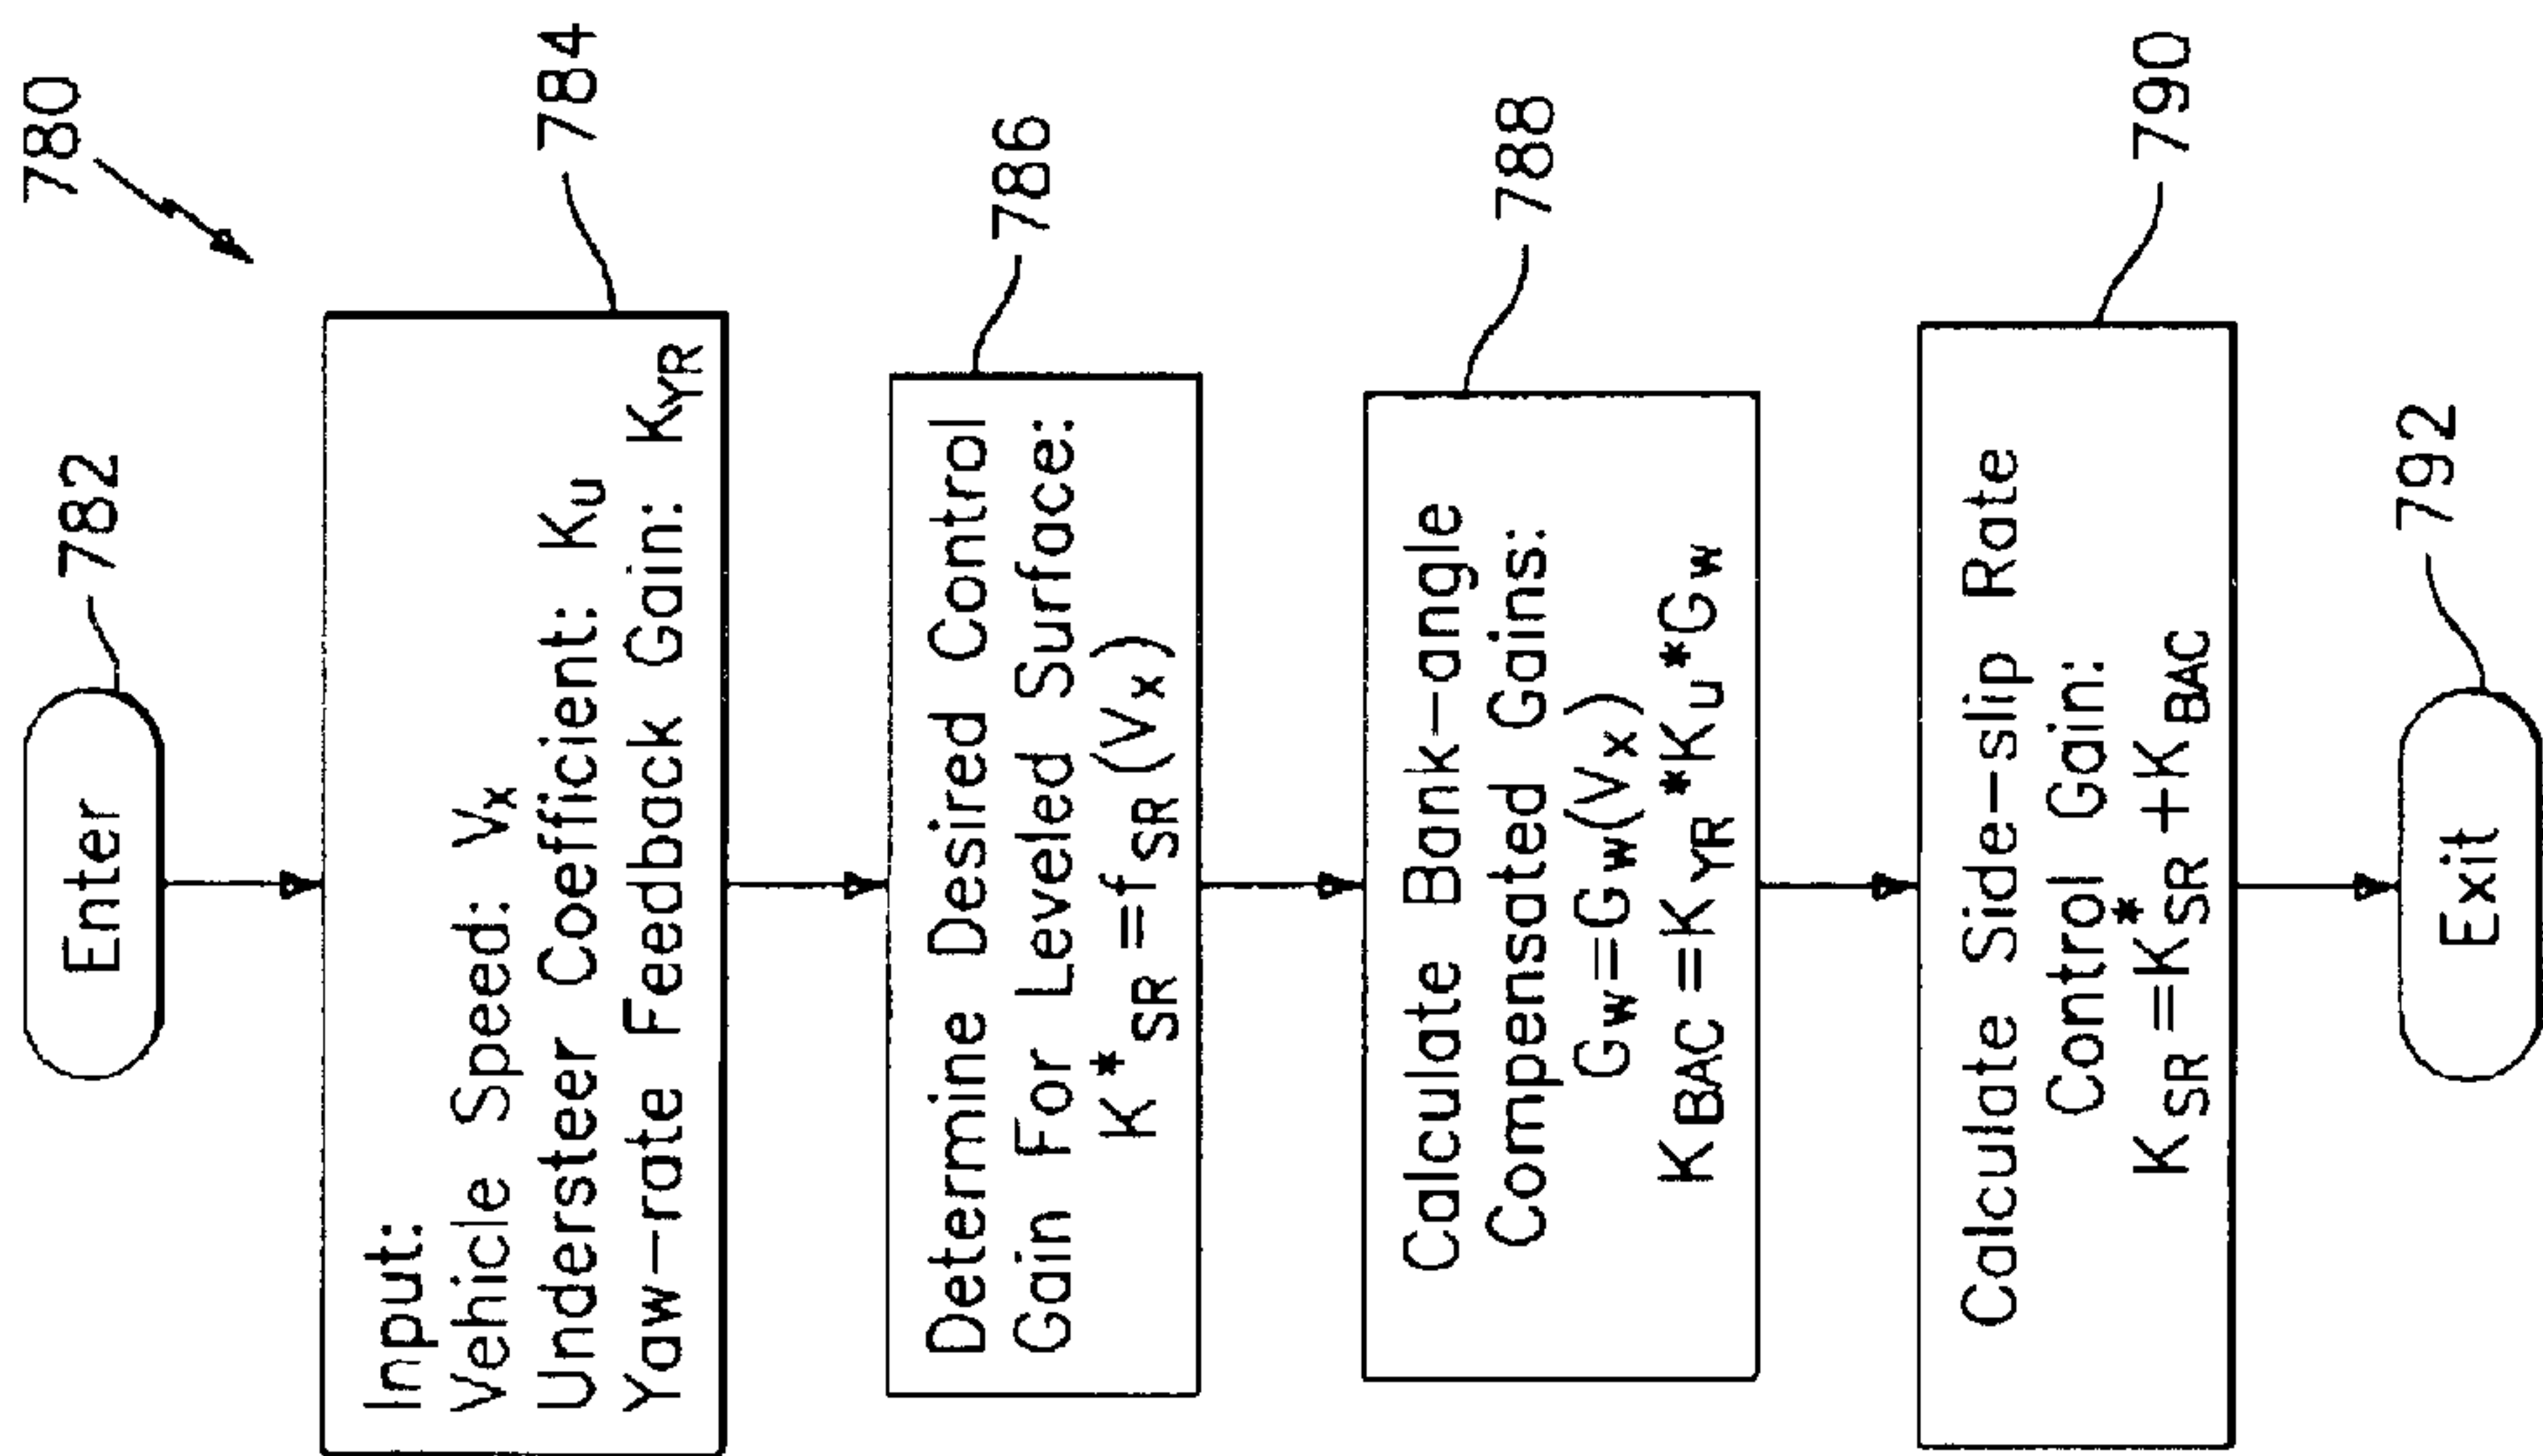 780
Enter
782
Input:
Vehicle Speed: Vx
Understeer Coefficient: Ku
Yaw-rate Feedback Gain: KYR
784
Determine Desired Control
Gain For Leveled Surface:
K*SR=fSR(Vx)
786
Calculate Bank-angle
Compensated Gains:
Gw=Gw(Vx)
KBAC=KYR*Ku*Gw
788
Calculate Side-slip Rate
Control Gain:
KSR=K*SR+KBAC
790
Exit
792